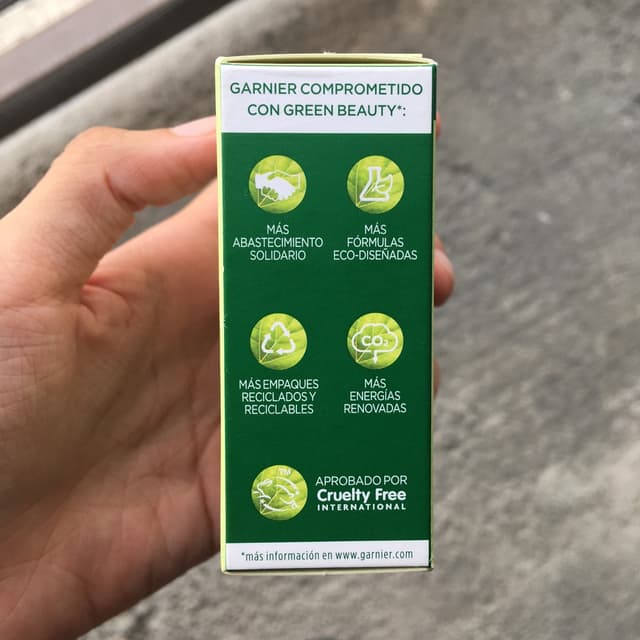 GARNIER COMPROMETIDO
CON GREEN BEAUTY*:
MÁS
ABASTECIMIENTO
SOLIDARIO
MÁS
FÓRMULAS
ECO-DISEÑADAS
CO₂
MÁS EMPAQUES
RECICLADOS Y
RECICLABLES
MÁS
ENERGÍAS
RENOVADAS
TM
APROBADO POR
Cruelty Free
INTERNATIONAL
*más información en www.garnier.com